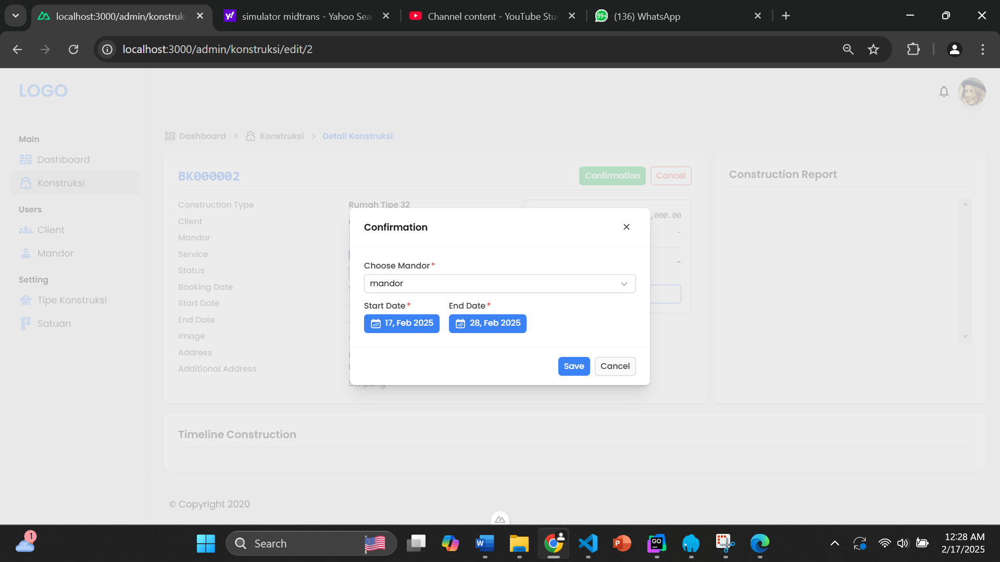 localhost:3000/admin/konstruks
simulator midtrans - Yahoo Sea
Channel content - YouTube Stu
(136) WhatsApp
localhost:3000/admin/konstruksi/edit/2
LOGO
Main
Dashboard
Konstruksi
Users
Client
Mandor
Setting
Tipe Konstruksi
Satuan
Dashboard > Konstruksi > Detail Konstruksi
BK000002
Confirmation
Cancel
Construction Type
Rumah Tipe 32
Client
Mandor
Service
Status
Booking Date
Start Date
End Date
Image
Address
Additional Address
Simpang
,000.00
-
-
Construction Report
Confirmation
Choose Mandor*
mandor
Start Date*
End Date*
17, Feb 2025
28, Feb 2025
Save
Cancel
Timeline Construction
© Copyright 2020
1
Search
12:28 AM
2/17/2025